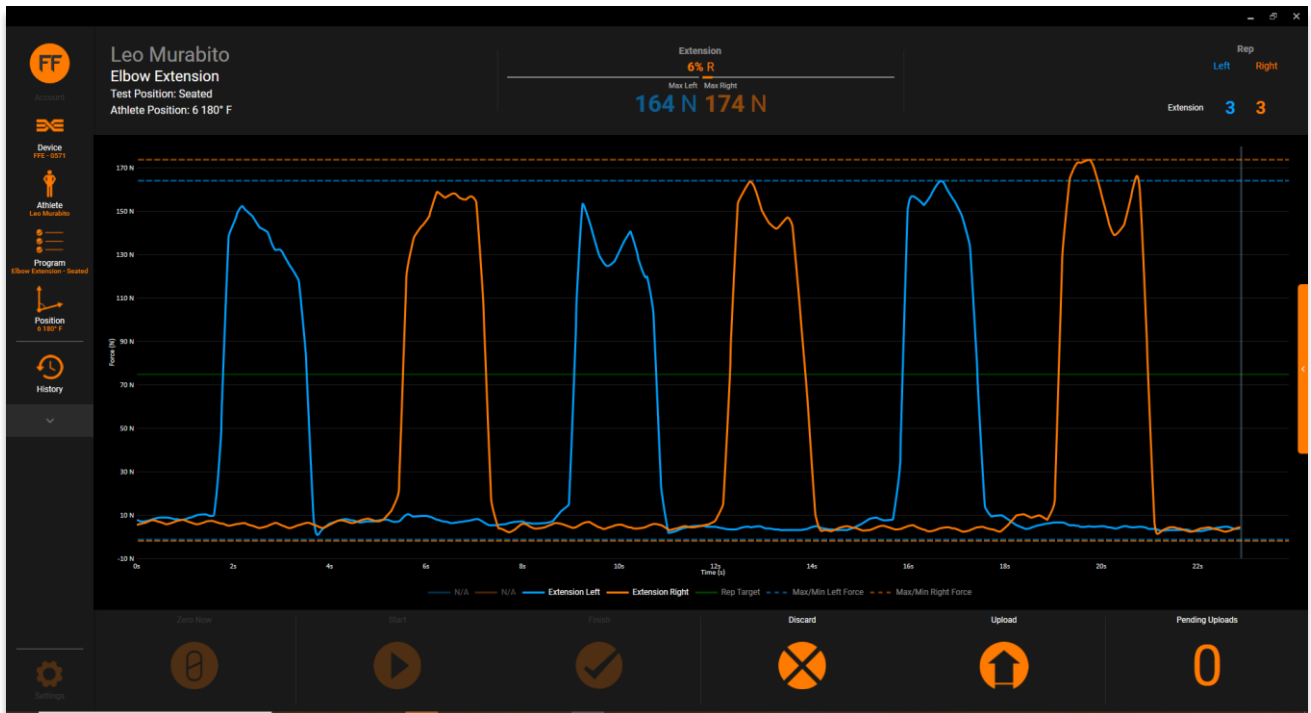 FF
Account
Device
FFE - 0571
Athlete
Leo Murabito
Program
Elbow Extension - Seated
Position
6 180° F
History
Settings
Leo Murabito
Elbow Extension
Test Position: Seated
Athlete Position: 6 180° F
Extension
6% R
Max Left Max Right
164 N 174 N
Rep
Left Right
Extension 3 3
Force (N)
170 N
150 N
130 N
110 N
90 N
70 N
50 N
30 N
10 N
-10 N
0s 2s 4s 6s 8s 10s 12s 14s 16s 18s 20s 22s
Time (s)
N/A N/A Extension Left Extension Right Rep Target Max/Min Left Force Max/Min Right Force
Zero Now Start Finish Discard Upload Pending Uploads
0 0